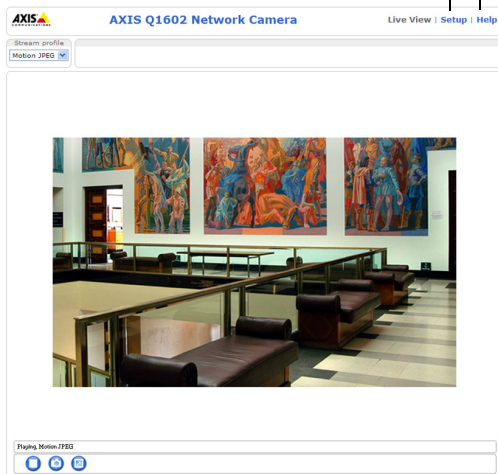 AXIS
COMMUNICATIONS
AXIS Q1602 Network Camera
Live View | Setup | Help
Stream profile
Motion JPEG
Playing, Motion JPEG